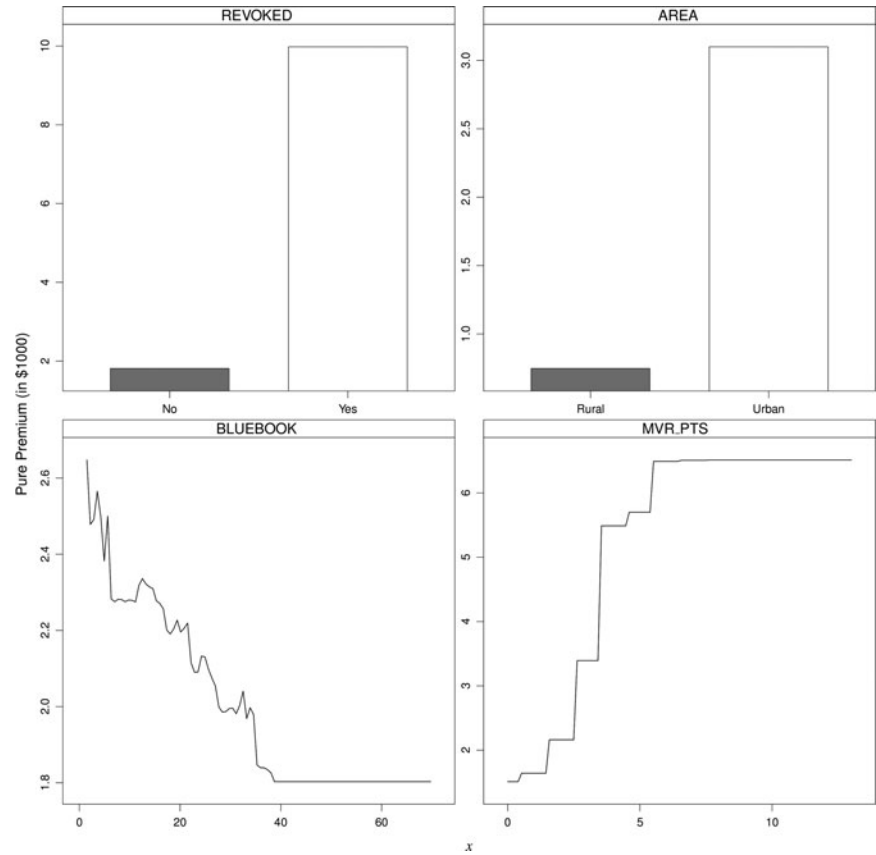 REVOKED
10
8
6
4
2
No
Yes
AREA
3.0
2.5
2.0
1.5
1.0
Rural
Urban
Pure Premium (in $1000)
BLUEBOOK
2.6
2.4
2.2
2.0
1.8
0
20
40
60
MVR_PTS
6
5
4
3
2
0
5
10
x